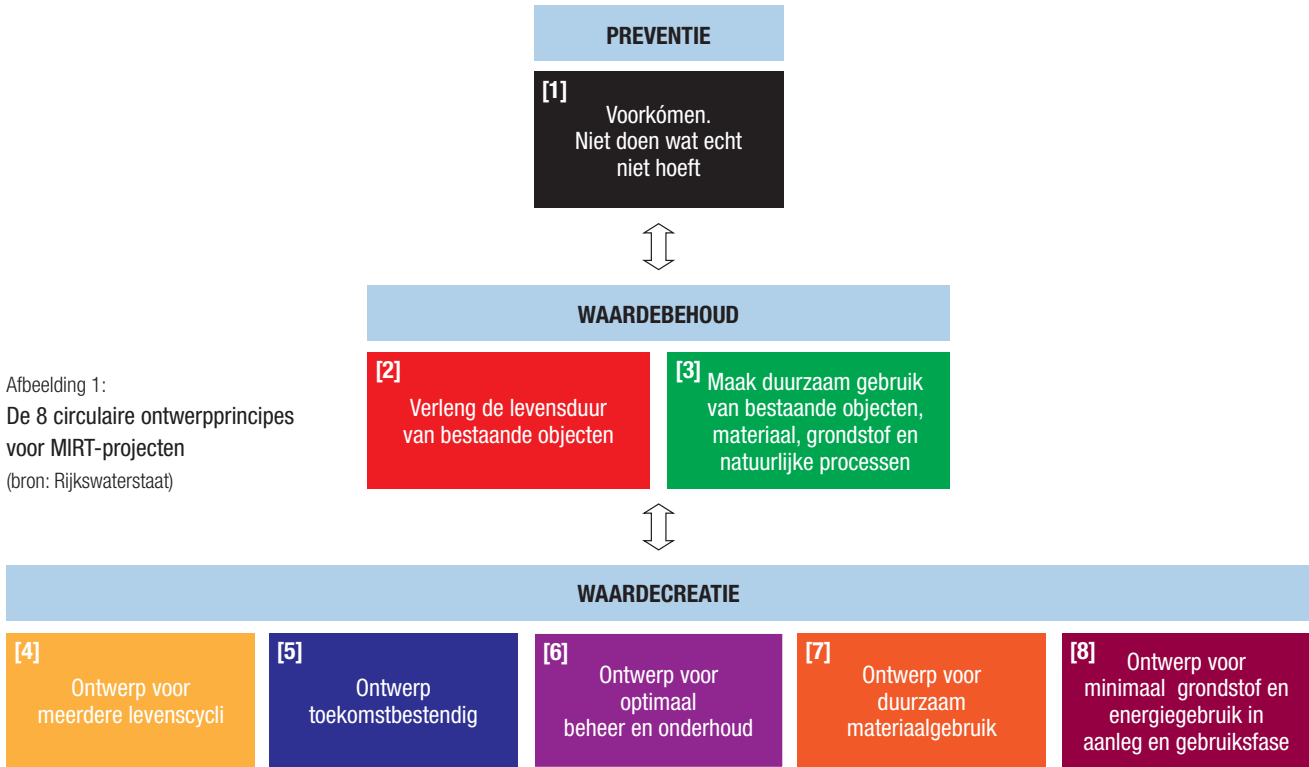 PREVENTIE
[1]
Voorkómen.
Niet doen wat echt
niet hoeft
WAARDEBEHOUD
[2]
Verleng de levensduur
van bestaande objecten
[3]
Maak duurzaam gebruik
van bestaande objecten,
materiaal, grondstof en
natuurlijke processen
Afbeelding 1:
De 8 circulaire ontwerpprincipes
voor MIRT-projecten
(bron: Rijkswaterstaat)
WAARDECREATIE
[4]
Ontwerp voor
meerdere levenscycli
[5]
Ontwerp
toekomstbestendig
[6]
Ontwerp voor
optimaal
beheer en onderhoud
[7]
Ontwerp voor
duurzaam
materiaalgebruik
[8]
Ontwerp voor
minimaal grondstof en
energiegebruik in
aanleg en gebruiksfase